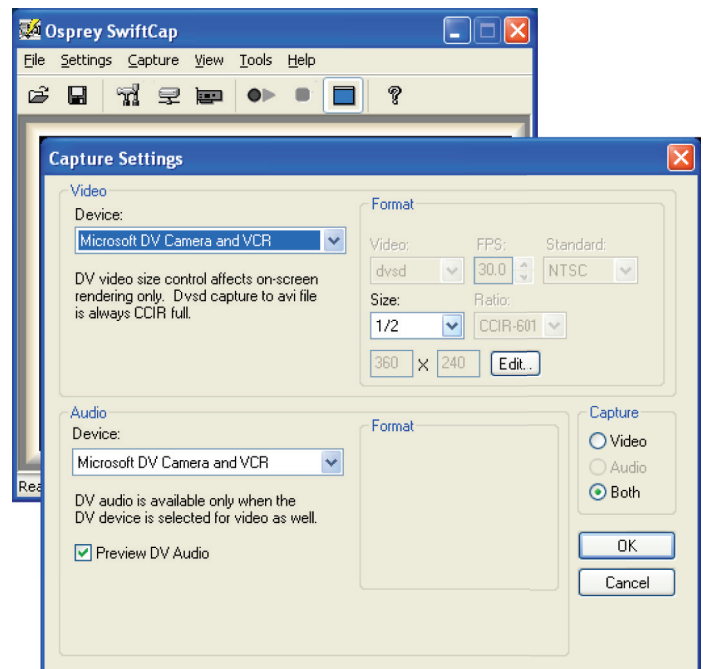 Osprey SwiftCap
File Settings Capture View Tools Help
Capture Settings
Video
Device:
Microsoft DV Camera and VCR
DV video size control affects on-screen
rendering only. Dvsd capture to avi file
is always CCIR full.
Format
Video: FPS: Standard:
dvsd 30.0 NTSC
Size: Ratio:
1/2 CCIR-601
360 X 240 Edit..
Audio
Device:
Microsoft DV Camera and VCR
DV audio is available only when the
DV device is selected for video as well.
Preview DV Audio
Format
Capture
Video
Audio
Both
OK
Cancel
Rea